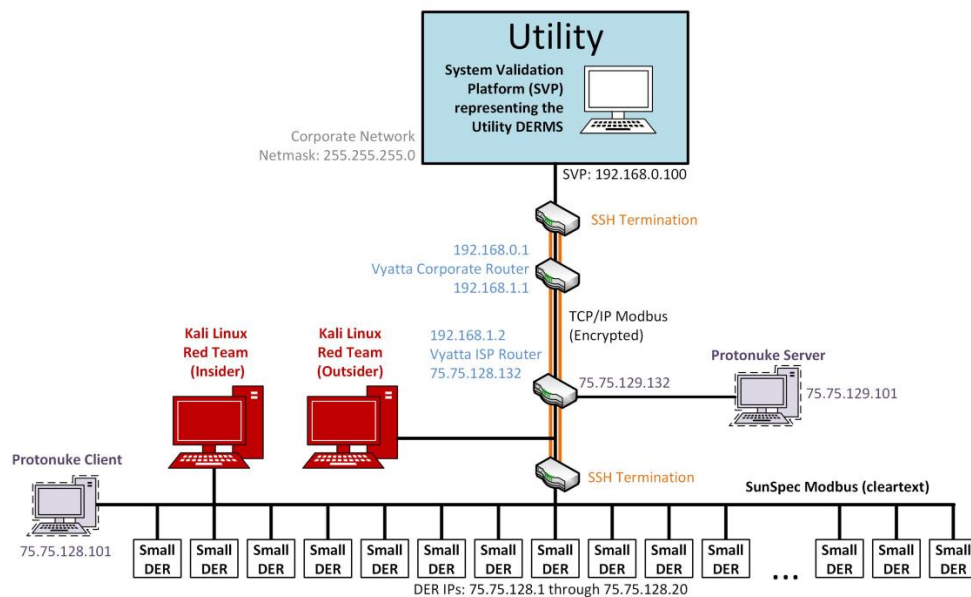 Utility
System Validation
Platform (SVP)
representing the
Utility DERMS
Corporate Network
Netmask: 255.255.255.0
SVP: 192.168.0.100
SSH Termination
192.168.0.1
Vyatta Corporate Router
192.168.1.1
TCP/IP Modbus
(Encrypted)
Kali Linux
Red Team
(Insider)
Kali Linux
Red Team
(Outsider)
192.168.1.2
Vyatta ISP Router
75.75.128.132
75.75.129.132
Protonuke Server
75.75.129.101
Protonuke Client
75.75.128.101
SSH Termination
SunSpec Modbus (cleartext)
Small
DER
Small
DER
Small
DER
Small
DER
Small
DER
Small
DER
Small
DER
Small
DER
Small
DER
Small
DER
Small
DER
...
Small
DER
Small
DER
Small
DER
DER IPs: 75.75.128.1 through 75.75.128.20